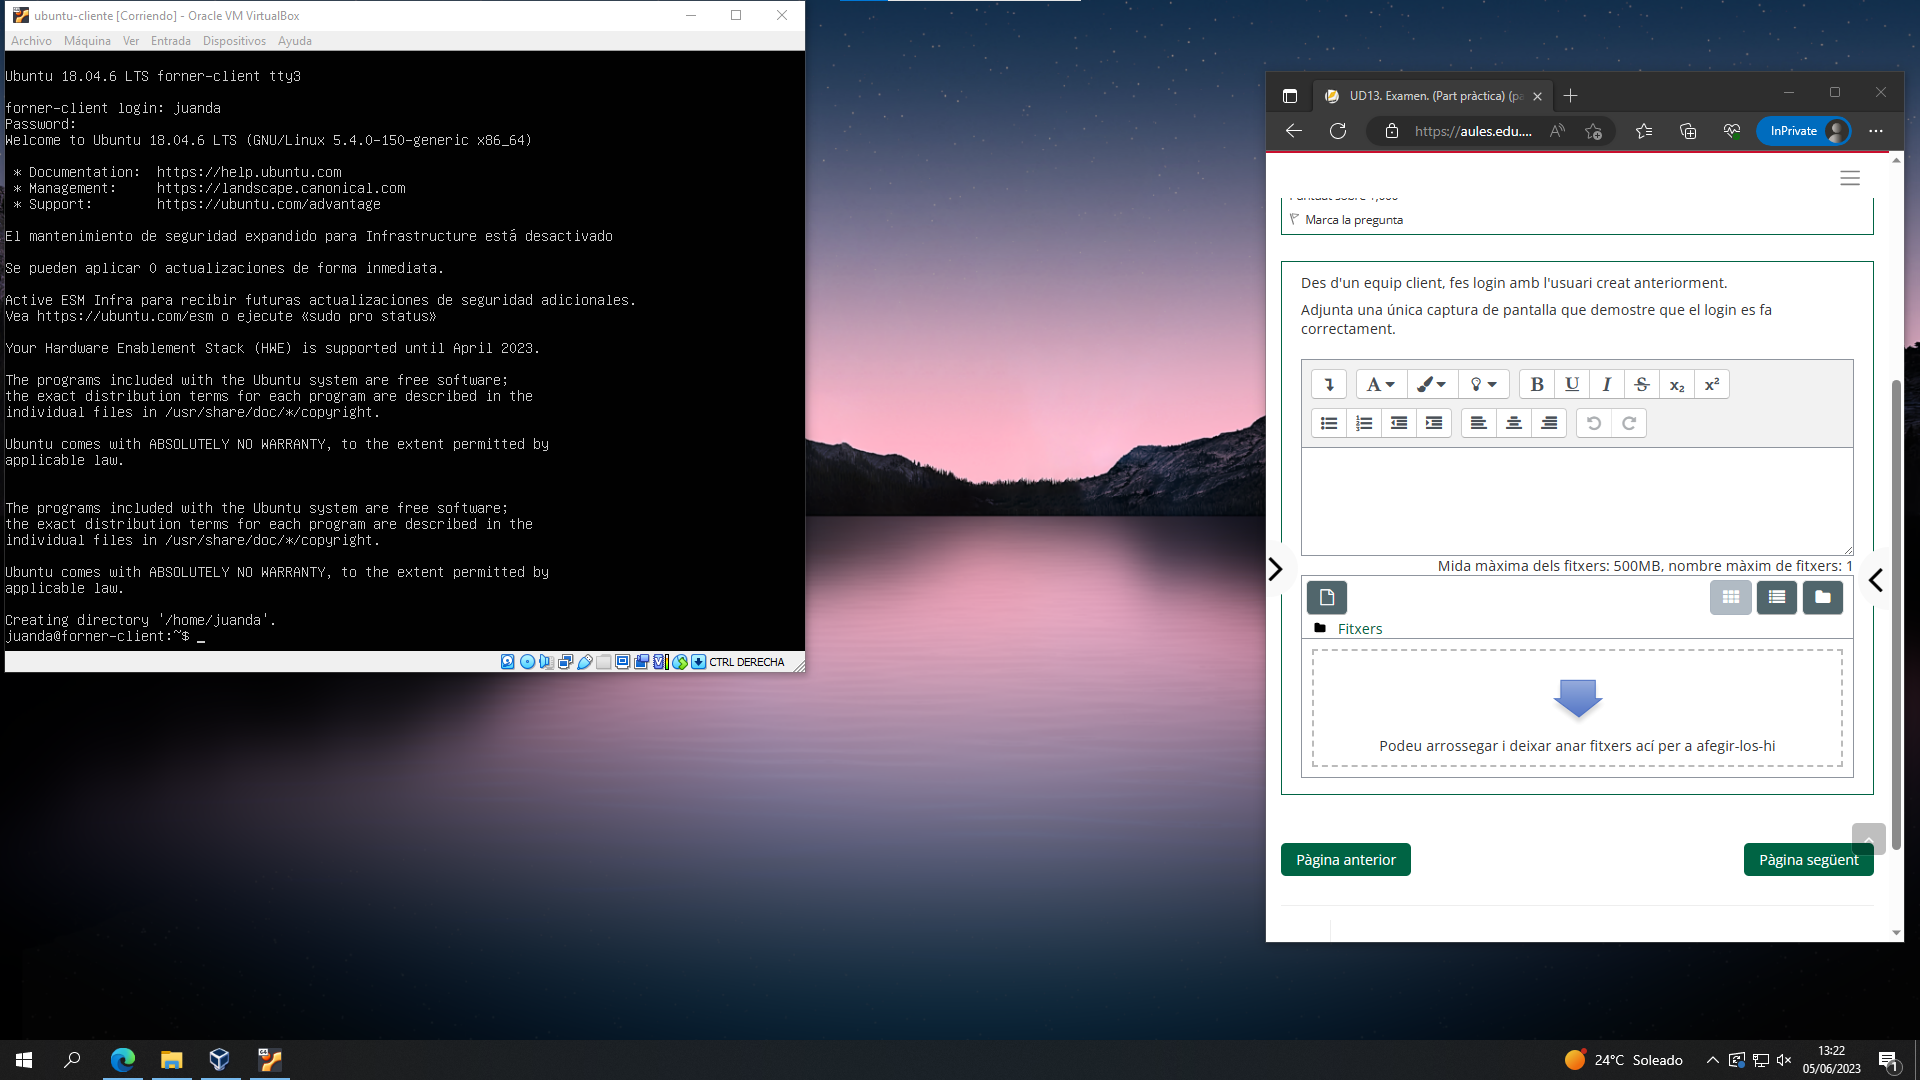 ubuntu-cliente [Corriendo] - Oracle VM VirtualBox
Archivo Máquina Ver Entrada Dispositivos Ayuda
Ubuntu 18.04.6 LTS forner-client tty3
forner-client login: juanda
Password:
Welcome to Ubuntu 18.04.6 LTS (GNU/Linux 5.4.0-150-generic x86_64)
* Documentation: https://help.ubuntu.com
* Management: https://landscape.canonical.com
* Support: https://ubuntu.com/advantage
El mantenimiento de seguridad expandido para Infrastructure está desactivado
Se pueden aplicar 0 actualizaciones de forma inmediata.
Active ESM Infra para recibir futuras actualizaciones de seguridad adicionales.
Vea https://ubuntu.com/esm o ejecute «sudo pro status»
Your Hardware Enablement Stack (HWE) is supported until April 2023.
The programs included with the Ubuntu system are free software;
the exact distribution terms for each program are described in the
individual files in /usr/share/doc/*/copyright.
Ubuntu comes with ABSOLUTELY NO WARRANTY, to the extent permitted by
applicable law.
The programs included with the Ubuntu system are free software;
the exact distribution terms for each program are described in the
individual files in /usr/share/doc/*/copyright.
Ubuntu comes with ABSOLUTELY NO WARRANTY, to the extent permitted by
applicable law.
Creating directory '/home/juanda'.
juanda@forner-client:~$ _
CTRL DERECHA
UD13. Examen. (Part pràctica) (pa
https://aules.edu....
InPrivate
Marca la pregunta
Des d'un equip client, fes login amb l'usuari creat anteriorment.
Adjunta una única captura de pantalla que demostre que el login es fa
correctament.
A B U I S x₂ x²
Mida màxima dels fitxers: 500MB, nombre màxim de fitxers: 1
Fitxers
Podeu arrossegar i deixar anar fitxers ací per a afegir-los-hi
Pàgina anterior
Pàgina següent
24°C Soleado
13:22
05/06/2023
1